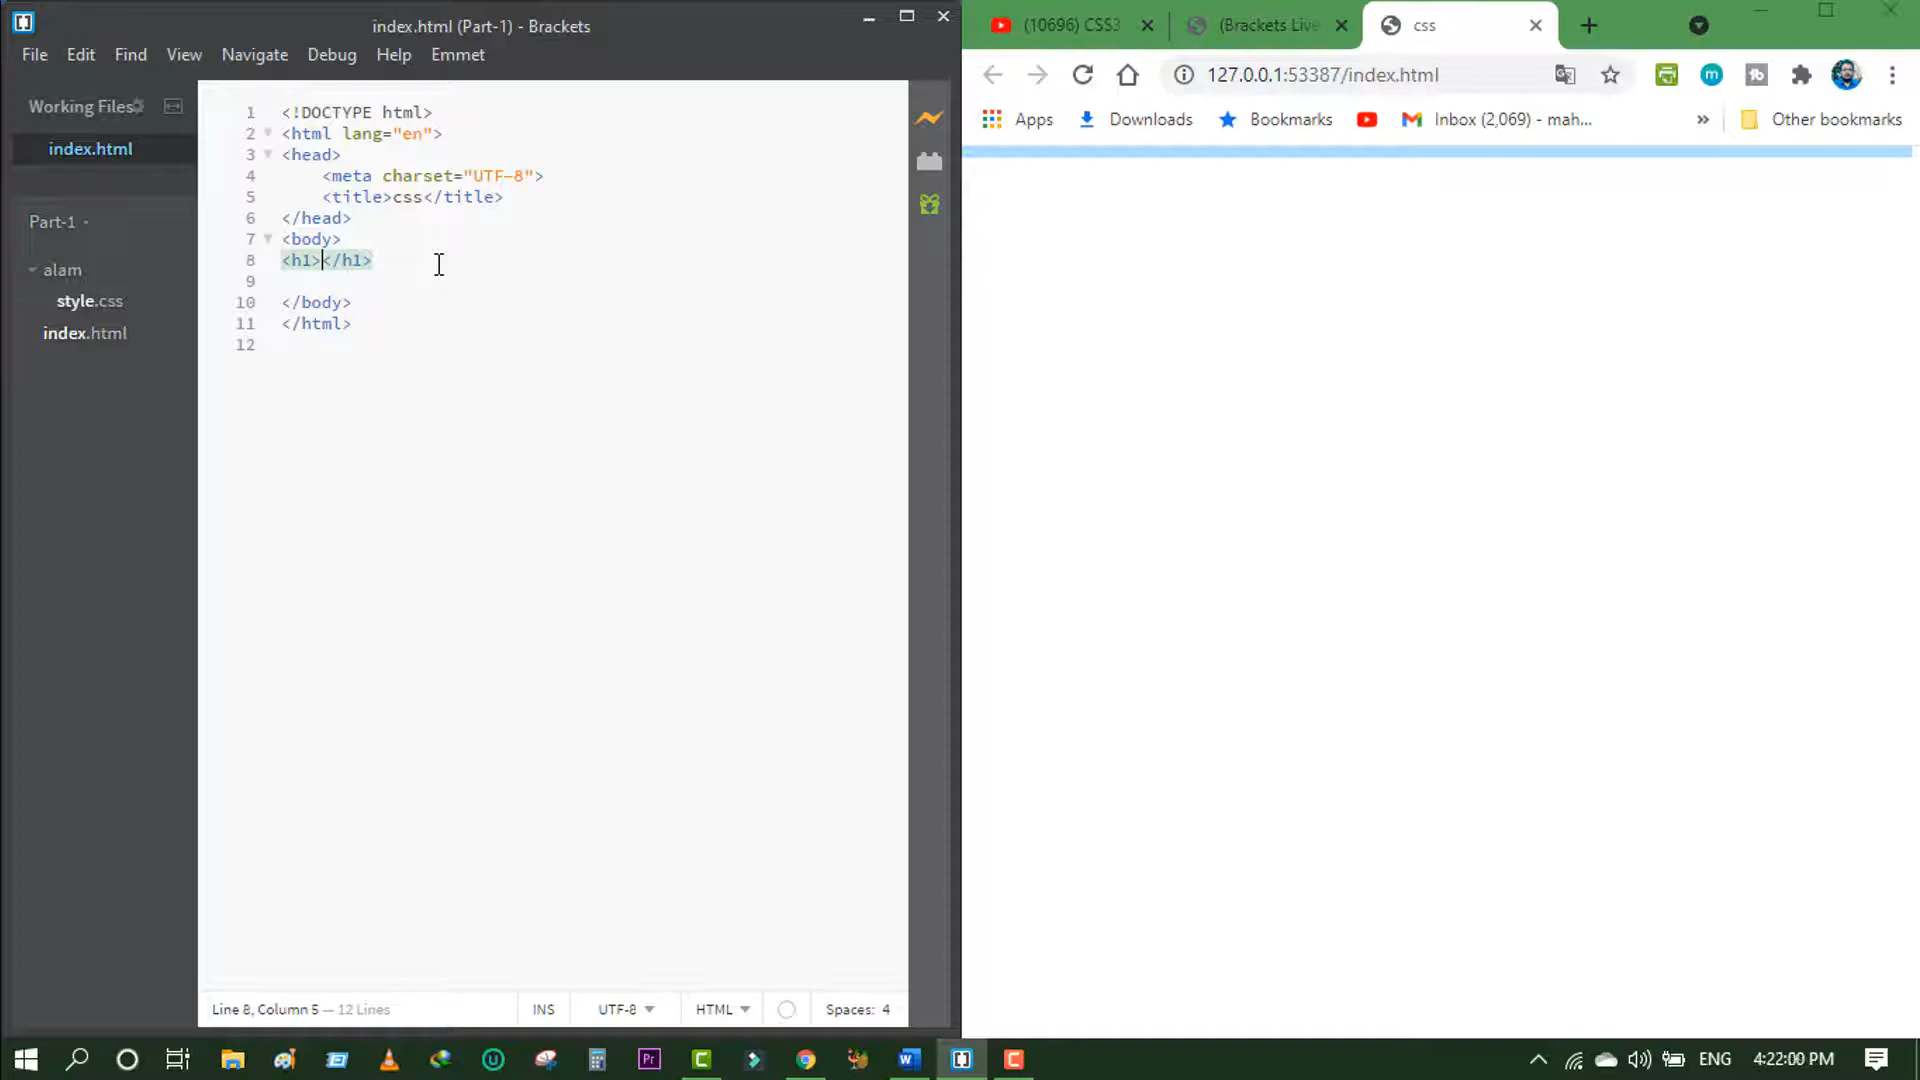 index.html (Part-1) - Brackets
File Edit Find View Navigate Debug Help Emmet
Working Files
index.html
Part-1
alam
style.css
index.html
1 <!DOCTYPE html>
2 <html lang="en">
3 <head>
4 <meta charset="UTF-8">
5 <title>css</title>
6 </head>
7 <body>
8 <h1></h1>
9
10 </body>
11 </html>
12
Line 8, Column 5 — 12 Lines
INS UTF-8 HTML Spaces: 4
(10696) CSS3 (Brackets Live css
127.0.0.1:53387/index.html
Apps Downloads Bookmarks Inbox (2,069) - mah... » Other bookmarks
ENG 4:22:00 PM